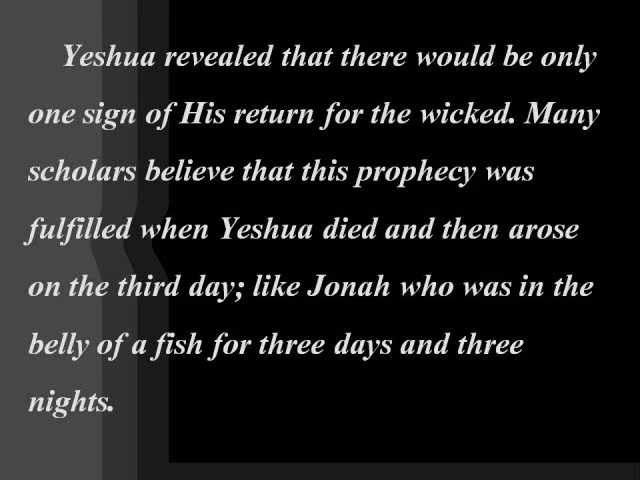 Yeshua revealed that there would be only
one sign of His return for the wicked. Many
scholars believe that this prophecy was
fulfilled when Yeshua died and then arose
on the third day; like Jonah who was in the
belly of a fish for three days and three
nights.